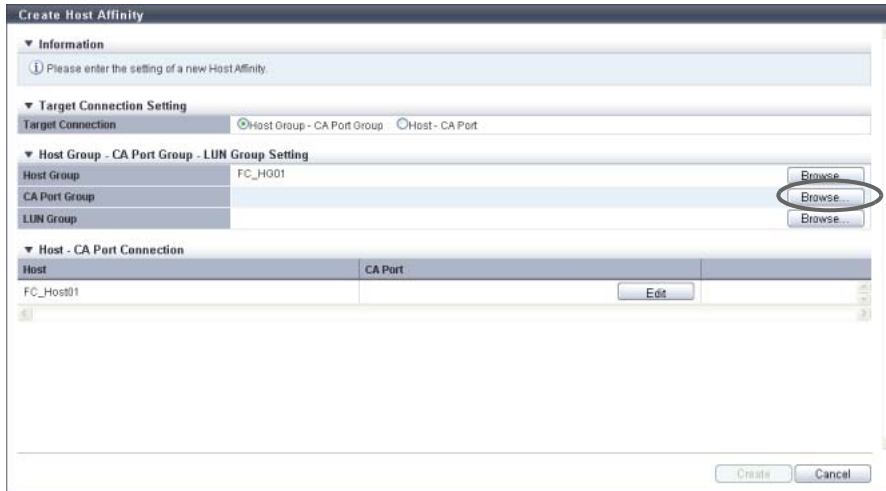 Create Host Affinity
Information
Please enter the setting of a new Host Affinity.
Target Connection Setting
Target Connection Host Group - CA Port Group Host - CA Port
Host Group - CA Port Group - LUN Group Setting
Host Group FC_HG01 Browse...
CA Port Group Browse...
LUN Group Browse...
Host - CA Port Connection
Host CA Port
FC_Host01 Edit
Create Cancel